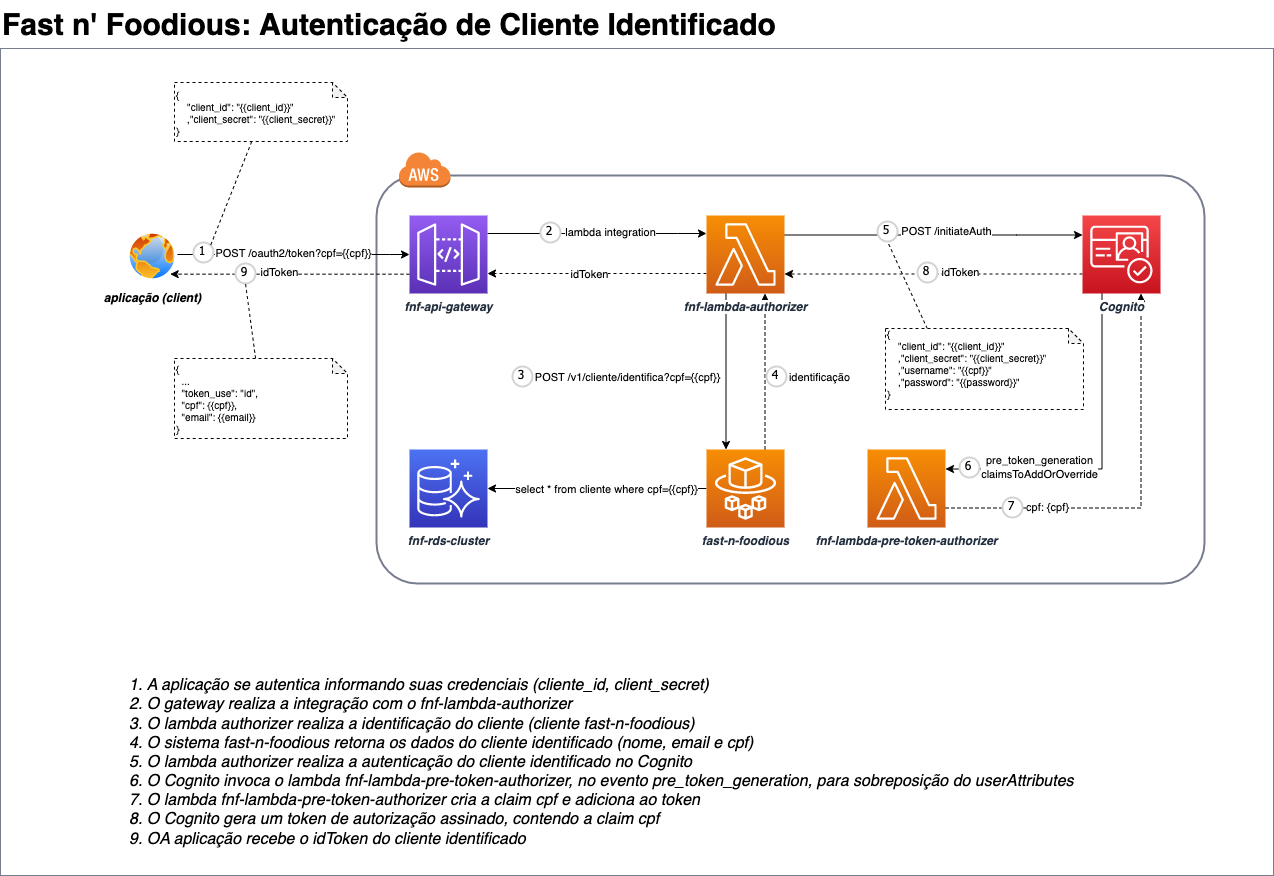 Fast n' Foodious: Autenticação de Cliente Identificado
{
"client_id": "{{client_id}}"
,"client_secret": "{{client_secret}}"
}
AWS
1
POST /oauth2/token?cpf={{cpf}}
9
idToken
aplicação (client)
2
lambda integration
idToken
fnf-api-gateway
fnf-lambda-authorizer
5
POST /initiateAuth
8
idToken
Cognito
{
"client_id": "{{client_id}}"
,"client_secret": "{{client_secret}}"
,"username": "{{cpf}}"
,"password": "{{password}}"
}
3
POST /v1/cliente/identifica?cpf={{cpf}}
4
identificação
{
...
"token_use": "id",
"cpf": {{cpf}},
"email": {{email}}
}
select * from cliente where cpf={{cpf}}
6
pre_token_generation
claimsToAddOrOverride
7
cpf: {cpf}
fnf-rds-cluster
fast-n-foodious
fnf-lambda-pre-token-authorizer
1. A aplicação se autentica informando suas credenciais (cliente_id, client_secret)
2. O gateway realiza a integração com o fnf-lambda-authorizer
3. O lambda authorizer realiza a identificação do cliente (cliente fast-n-foodious)
4. O sistema fast-n-foodious retorna os dados do cliente identificado (nome, email e cpf)
5. O lambda authorizer realiza a autenticação do cliente identificado no Cognito
6. O Cognito invoca o lambda fnf-lambda-pre-token-authorizer, no evento pre_token_generation, para sobreposição do userAttributes
7. O lambda fnf-lambda-pre-token-authorizer cria a claim cpf e adiciona ao token
8. O Cognito gera um token de autorização assinado, contendo a claim cpf
9. OA aplicação recebe o idToken do cliente identificado